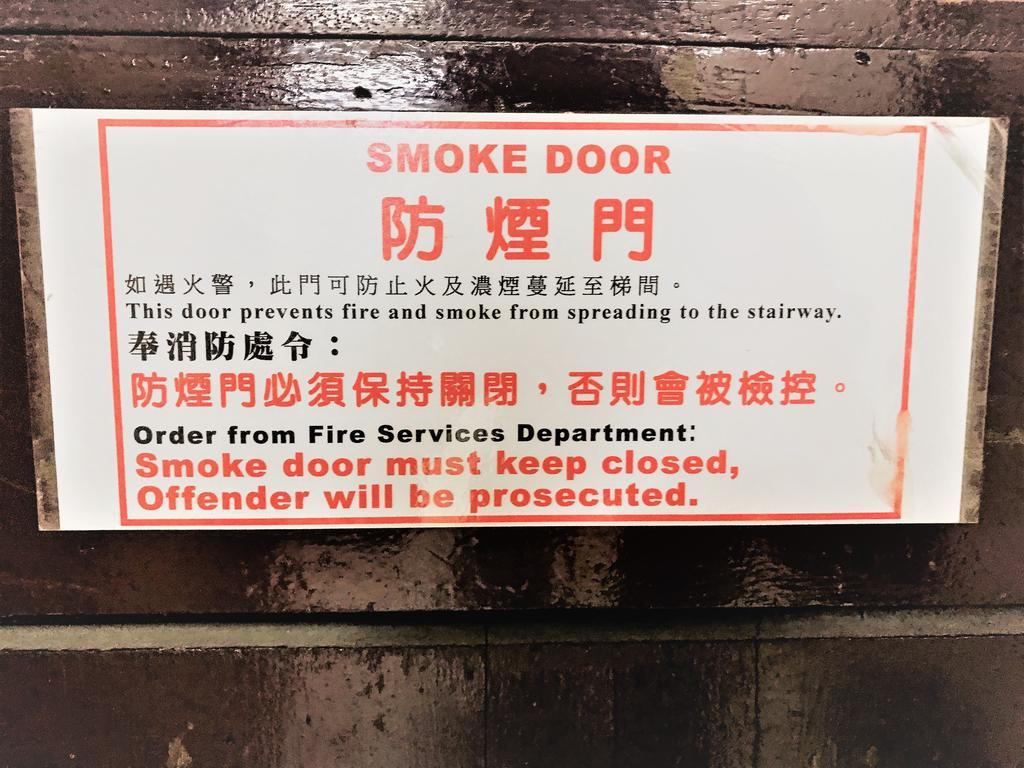 SMOKE DOOR
防煙門
如遇火警，此門可防止火及濃煙蔓延至梯間。
This door prevents fire and smoke from spreading to the stairway.
奉消防處令：
防煙門必須保持關閉，否則會被檢控。
Order from Fire Services Department:
Smoke door must keep closed,
Offender will be prosecuted.